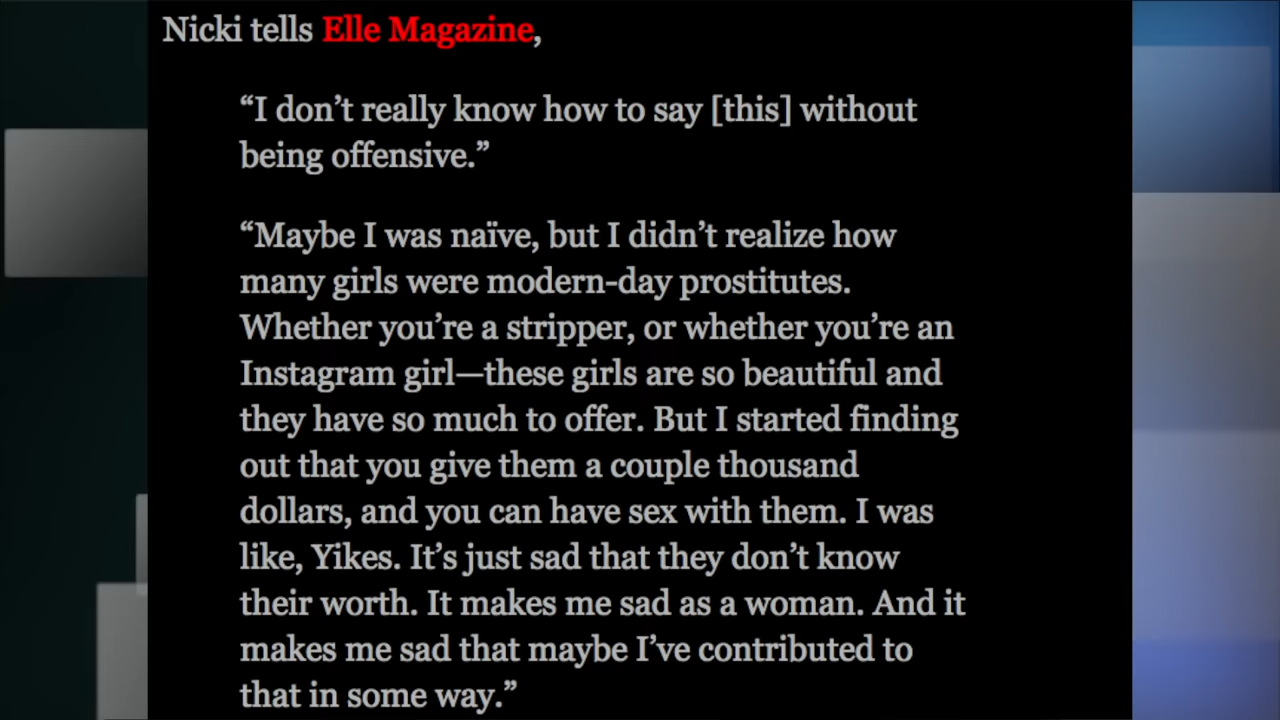 Nicki tells Elle Magazine,
“I don’t really know how to say [this] without
being offensive.”
“Maybe I was naïve, but I didn’t realize how
many girls were modern-day prostitutes.
Whether you’re a stripper, or whether you’re an
Instagram girl—these girls are so beautiful and
they have so much to offer. But I started finding
out that you give them a couple thousand
dollars, and you can have sex with them. I was
like, Yikes. It’s just sad that they don’t know
their worth. It makes me sad as a woman. And it
makes me sad that maybe I’ve contributed to
that in some way.”